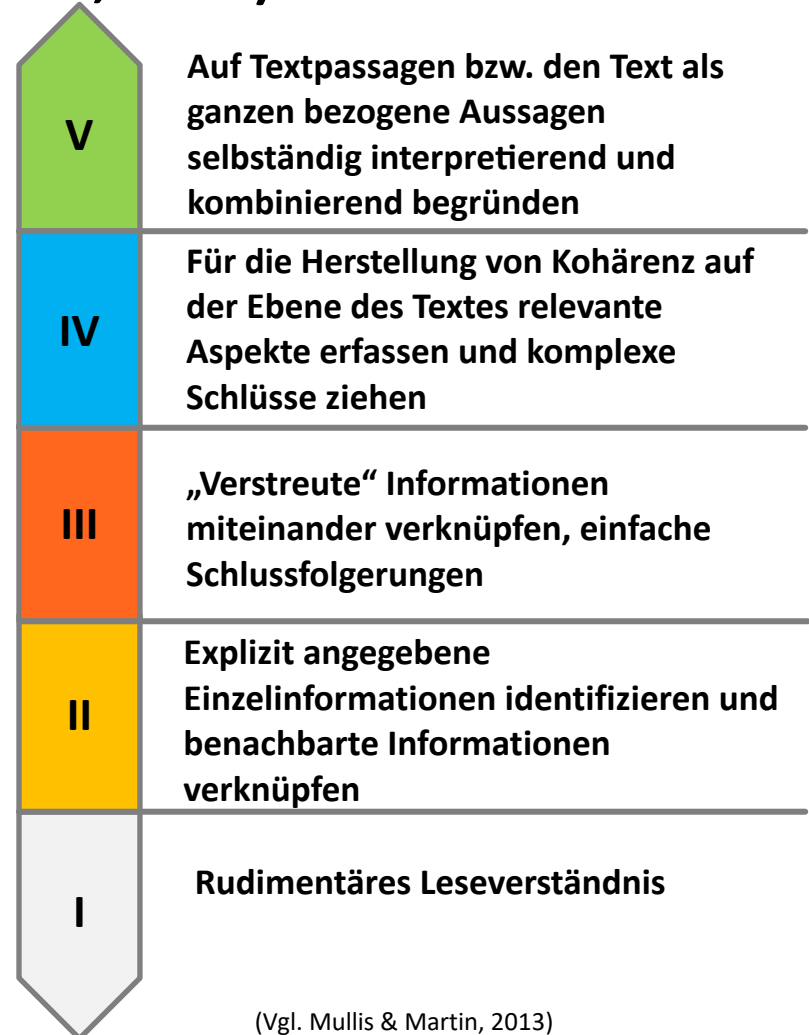 V
Auf Textpassagen bzw. den Text als
ganzen bezogene Aussagen
selbständig interpretierend und
kombinierend begründen
IV
Für die Herstellung von Kohärenz auf
der Ebene des Textes relevante
Aspekte erfassen und komplexe
Schlüsse ziehen
III
„Verstreute“ Informationen
miteinander verknüpfen, einfache
Schlussfolgerungen
II
Explizit angegebene
Einzelinformationen identifizieren und
benachbarte Informationen
verknüpfen
I
Rudimentäres Leseverständnis
(Vgl. Mullis & Martin, 2013)